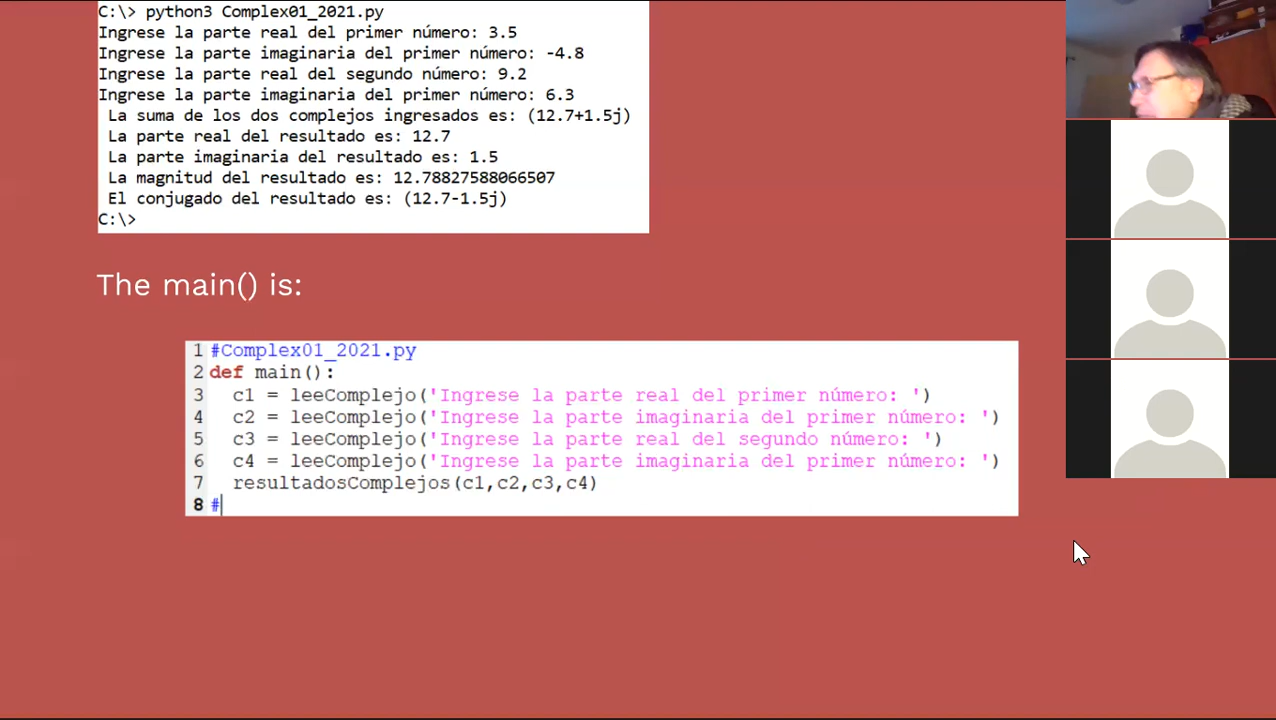 C:\> python3 Complex01_2021.py
Ingrese la parte real del primer número: 3.5
Ingrese la parte imaginaria del primer número: -4.8
Ingrese la parte real del segundo número: 9.2
Ingrese la parte imaginaria del primer número: 6.3
La suma de los dos complejos ingresados es: (12.7+1.5j)
La parte real del resultado es: 12.7
La parte imaginaria del resultado es: 1.5
La magnitud del resultado es: 12.78827588066507
El conjugado del resultado es: (12.7-1.5j)
C:\>
The main() is:
1 #Complex01_2021.py
2 def main():
3 c1 = leeComplejo('Ingrese la parte real del primer número: ')
4 c2 = leeComplejo('Ingrese la parte imaginaria del primer número: ')
5 c3 = leeComplejo('Ingrese la parte real del segundo número: ')
6 c4 = leeComplejo('Ingrese la parte imaginaria del primer número: ')
7 resultadosComplejos(c1,c2,c3,c4)
8 #